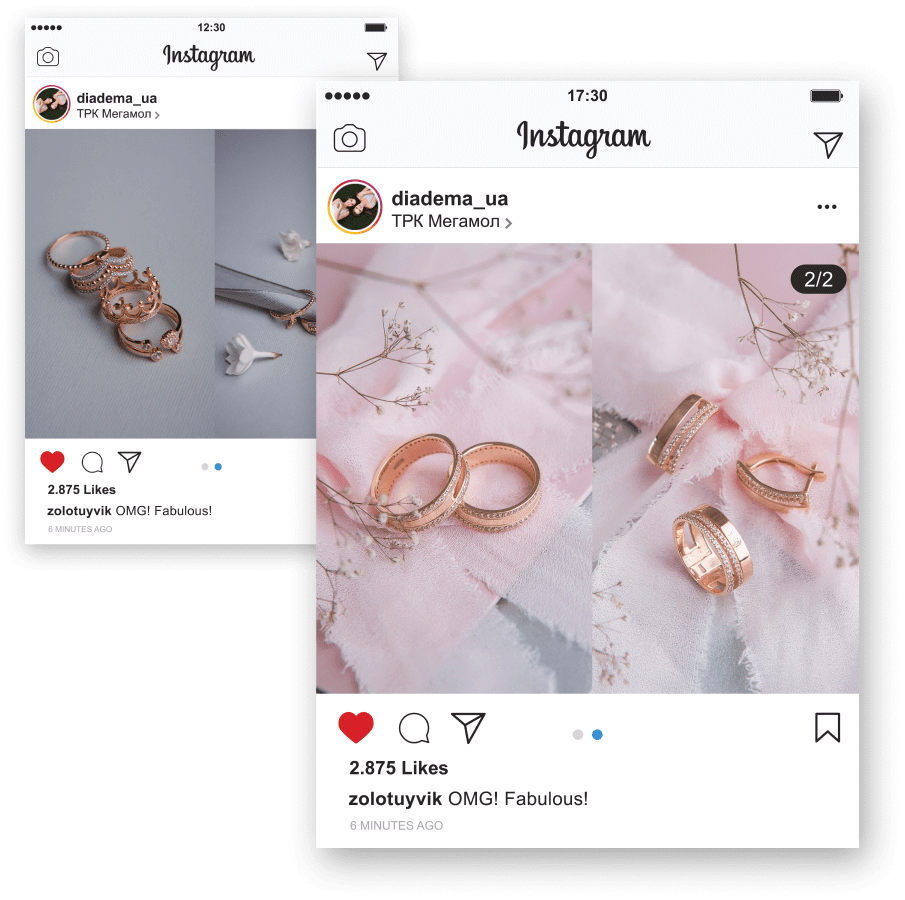 12:30
Instagram
diadema_ua
ТРК Мегамол >
2.875 Likes
zolotuyvik OMG! Fabulous!
6 MINUTES AGO
17:30
Instagram
diadema_ua
ТРК Мегамол >
2/2
2.875 Likes
zolotuyvik OMG! Fabulous!
6 MINUTES AGO